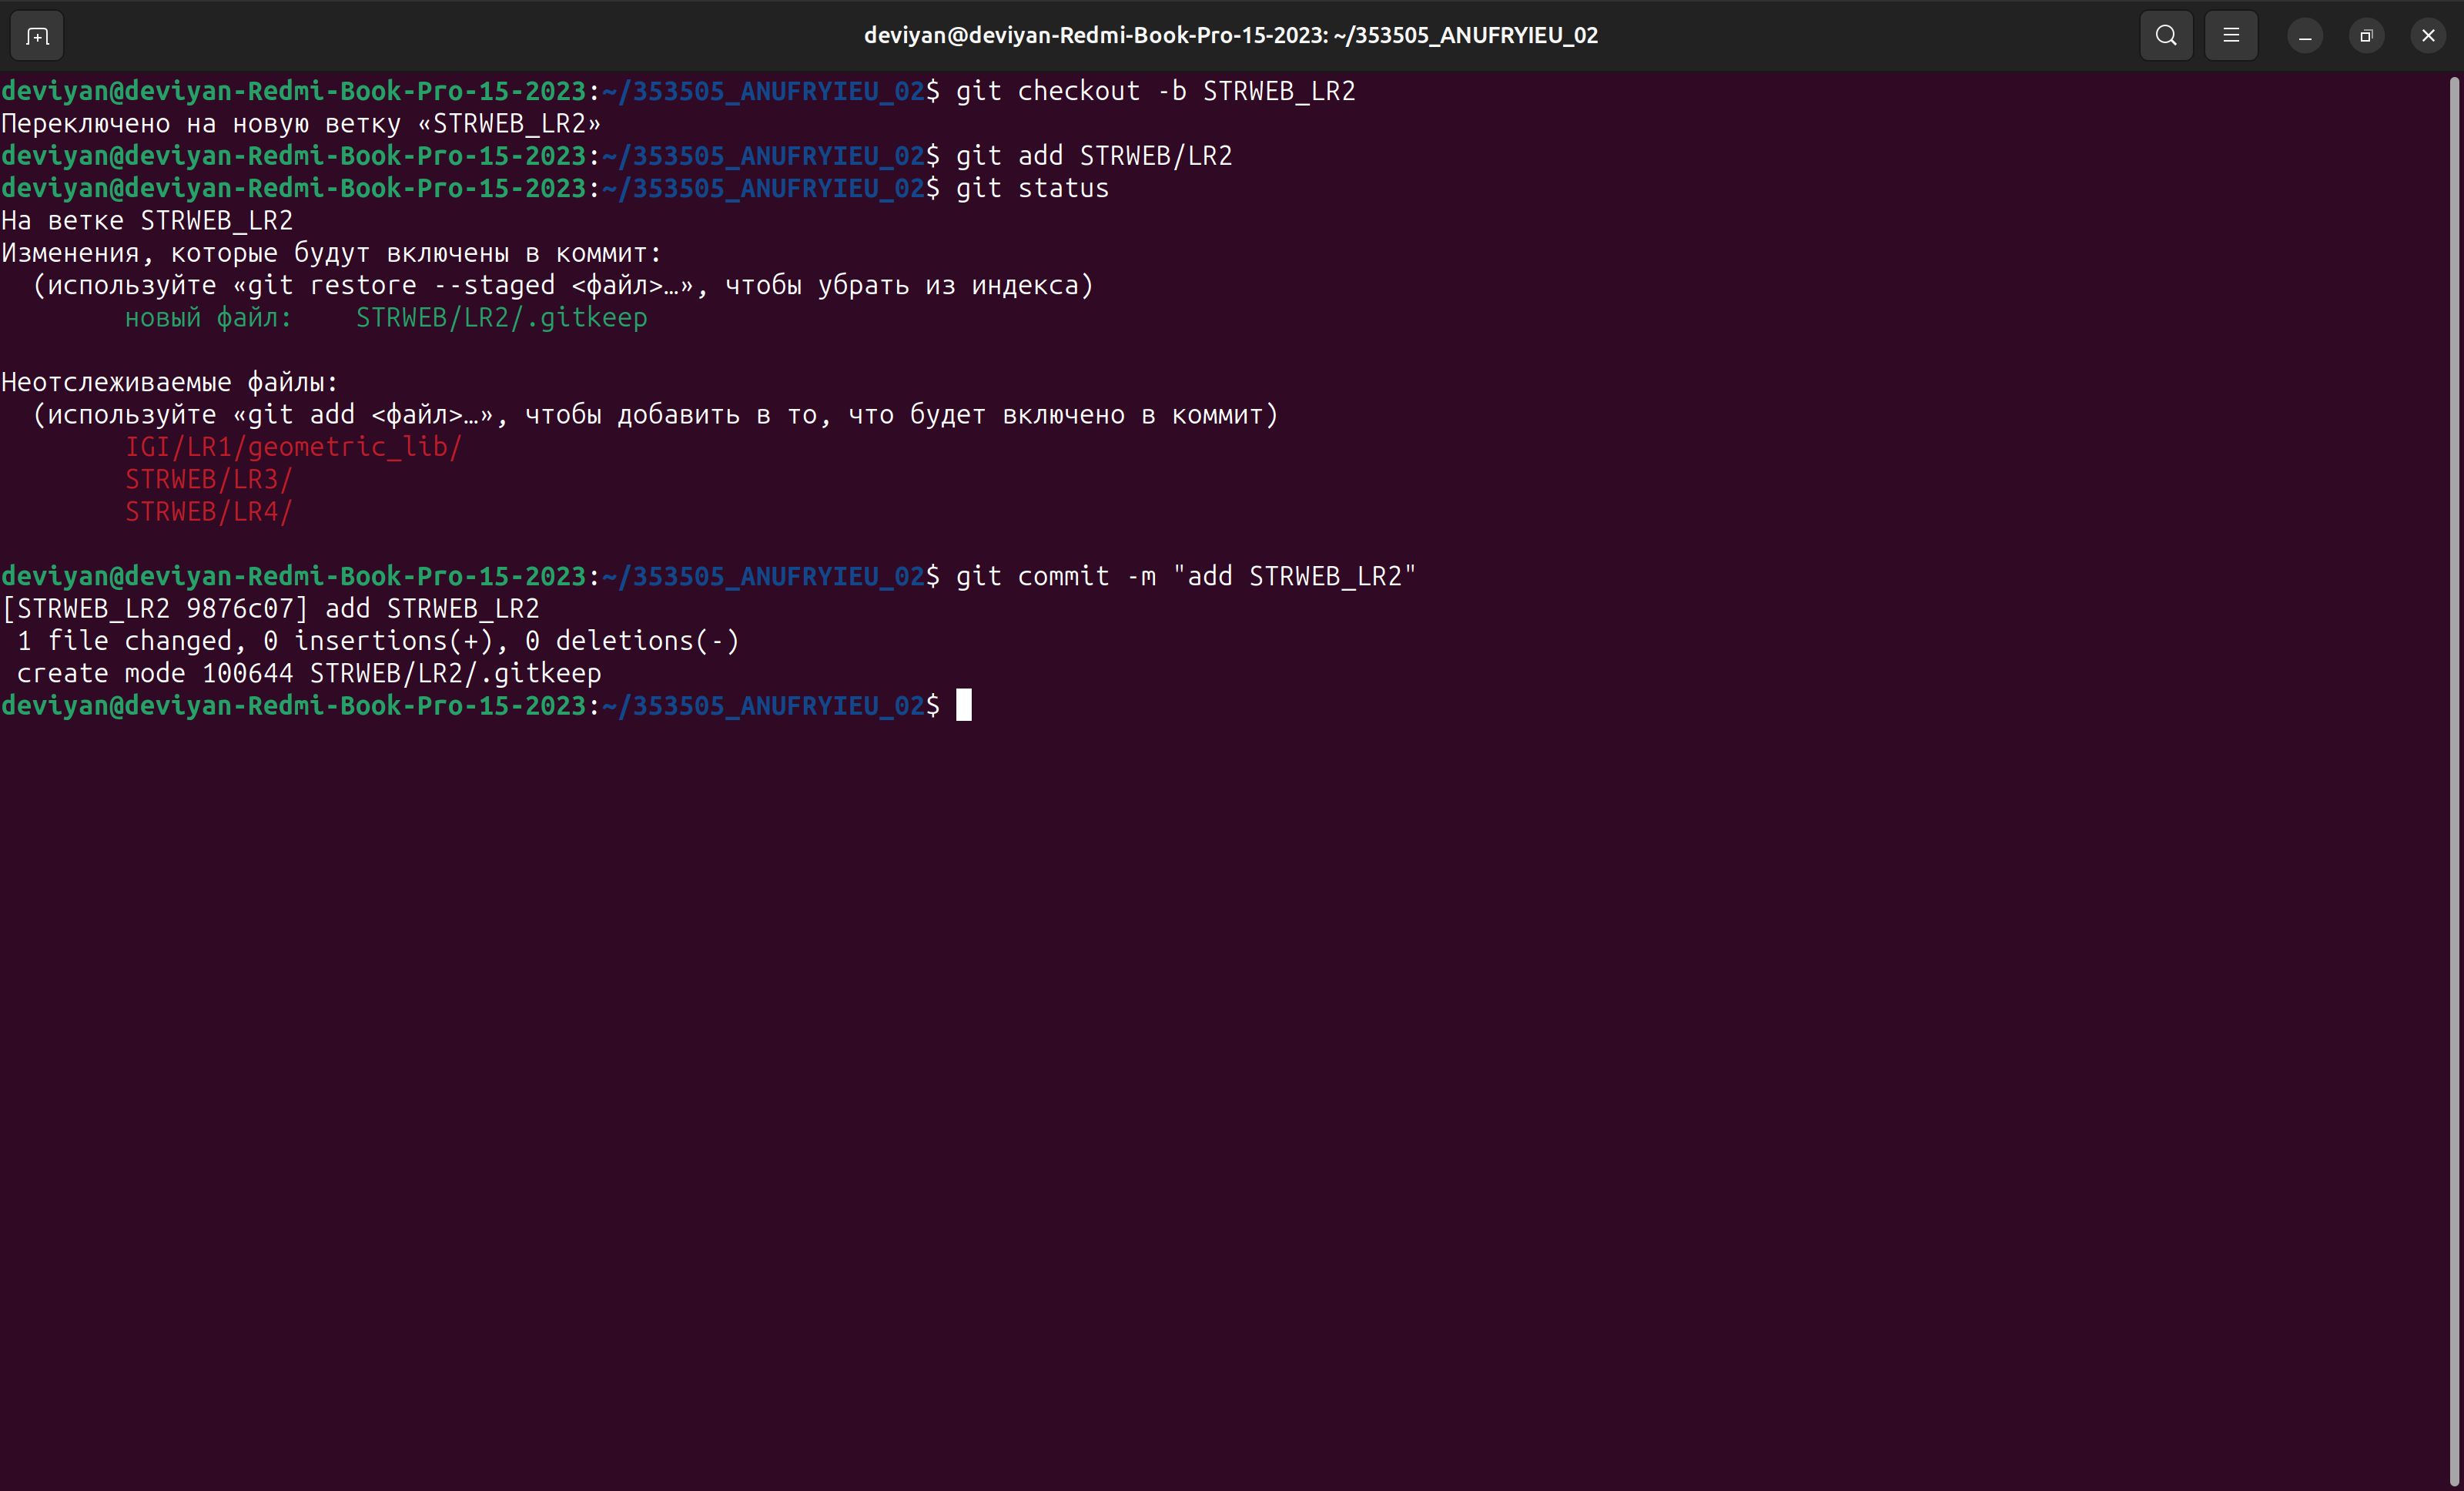 deviyan@deviyan-Redmi-Book-Pro-15-2023: ~/353505_ANUFRYIEU_02
deviyan@deviyan-Redmi-Book-Pro-15-2023:~/353505_ANUFRYIEU_02$ git checkout -b STRWEB_LR2
Переключено на новую ветку «STRWEB_LR2»
deviyan@deviyan-Redmi-Book-Pro-15-2023:~/353505_ANUFRYIEU_02$ git add STRWEB/LR2
deviyan@deviyan-Redmi-Book-Pro-15-2023:~/353505_ANUFRYIEU_02$ git status
На ветке STRWEB_LR2
Изменения, которые будут включены в коммит:
  (используйте «git restore --staged <файл>…», чтобы убрать из индекса)
        новый файл:    STRWEB/LR2/.gitkeep
Неотслеживаемые файлы:
  (используйте «git add <файл>…», чтобы добавить в то, что будет включено в коммит)
        IGI/LR1/geometric_lib/
        STRWEB/LR3/
        STRWEB/LR4/
deviyan@deviyan-Redmi-Book-Pro-15-2023:~/353505_ANUFRYIEU_02$ git commit -m "add STRWEB_LR2"
[STRWEB_LR2 9876c07] add STRWEB_LR2
 1 file changed, 0 insertions(+), 0 deletions(-)
 create mode 100644 STRWEB/LR2/.gitkeep
deviyan@deviyan-Redmi-Book-Pro-15-2023:~/353505_ANUFRYIEU_02$